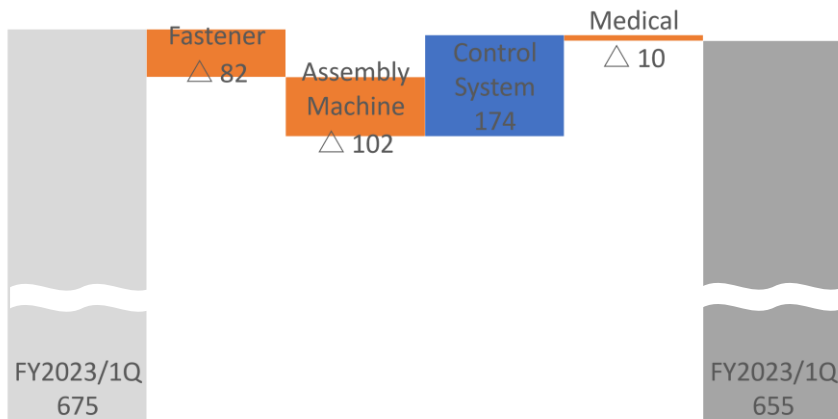 Fastener
△ 82
Assembly
Machine
△ 102
Control
System
174
Medical
△ 10
FY2023/1Q
675
FY2023/1Q
655